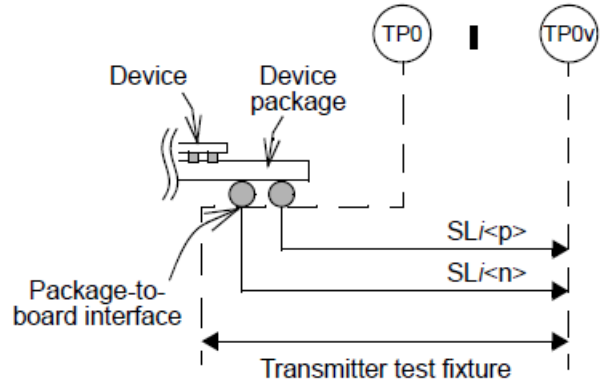 TP0
TP0v
Device
Device
package
SLi<p>
SLi<n>
Package-to-
board interface
Transmitter test fixture